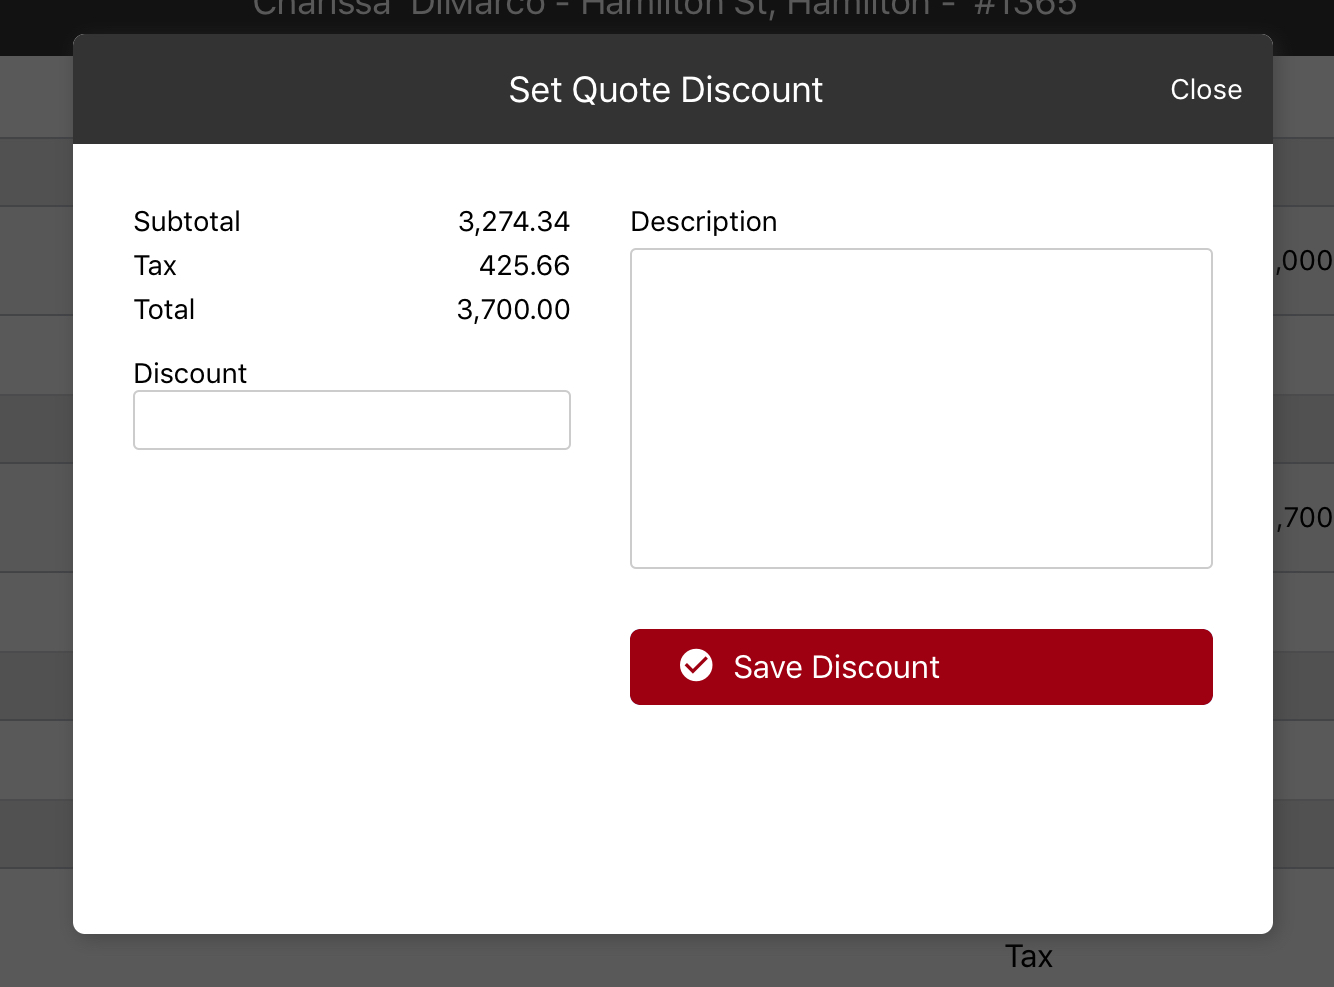 Charissa DiMarco - Hamilton St, Hamilton - #1365
Set Quote Discount
Close
Subtotal 3,274.34
Tax 425.66
Total 3,700.00
Discount
Description
,000
,700
Save Discount
Tax